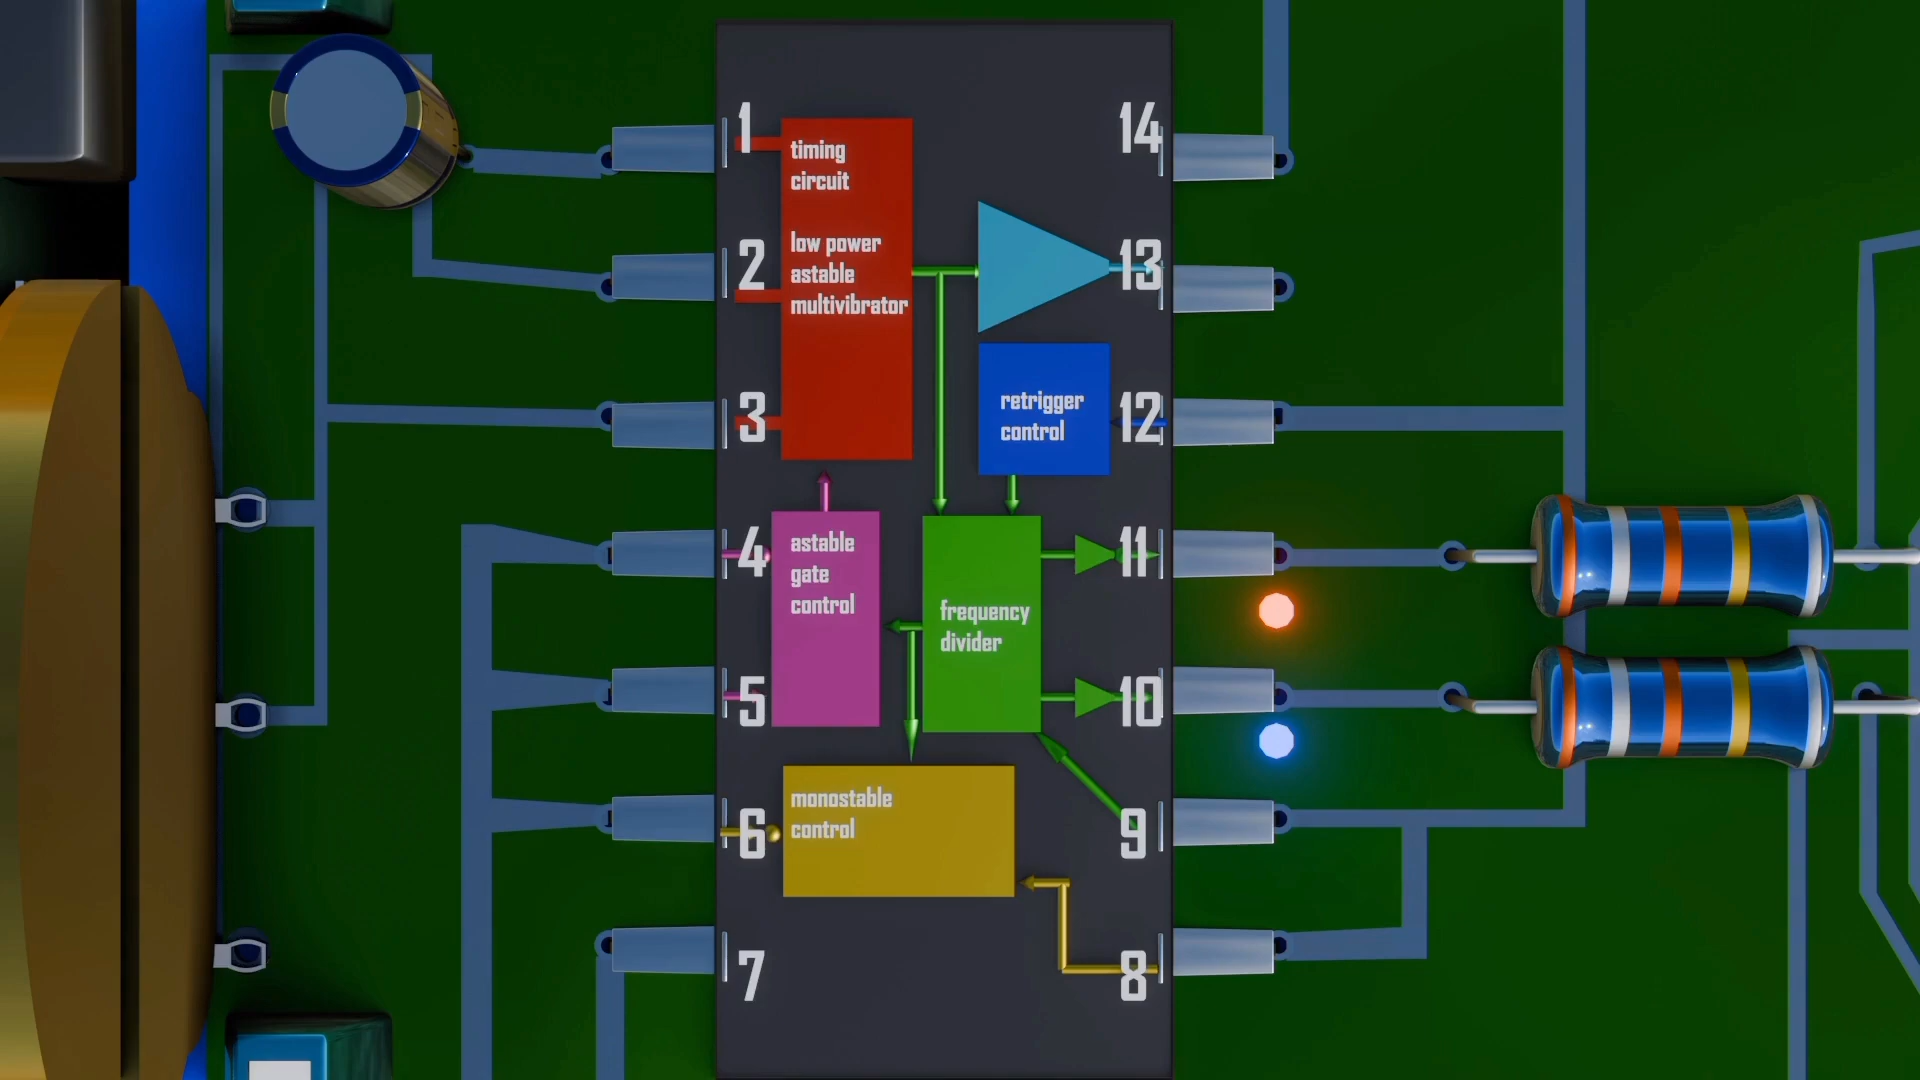 1
timing
circuit
low power
astable
multivibrator
2
3
4
astable
gate
control
5
6
monostable
control
7
14
13
retrigger
control
12
frequency
divider
11
10
9
8